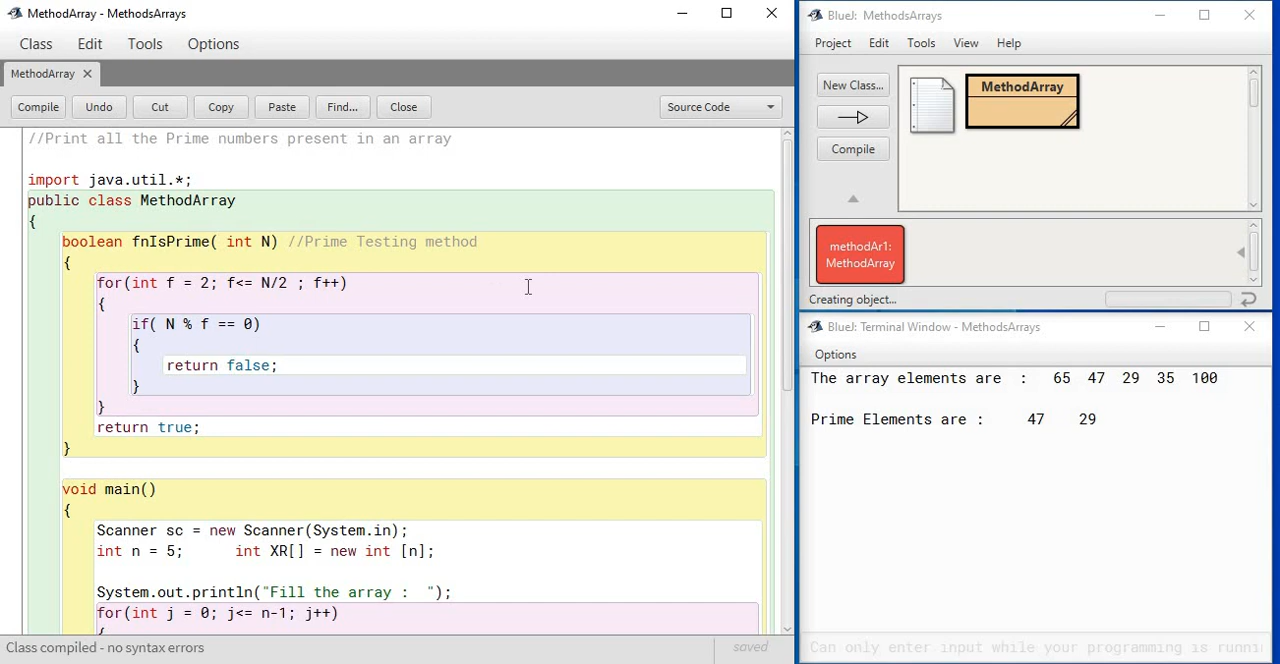 MethodArray - MethodsArrays
Class Edit Tools Options
MethodArray
Compile Undo Cut Copy Paste Find... Close Source Code
//Print all the Prime numbers present in an array
import java.util.*;
public class MethodArray
{
boolean fnIsPrime( int N) //Prime Testing method
{
for(int f = 2; f<= N/2 ; f++)
{
if( N % f == 0)
{
return false;
}
}
return true;
}
void main()
{
Scanner sc = new Scanner(System.in);
int n = 5; int XR[] = new int [n];
System.out.println("Fill the array : ");
for(int j = 0; j<= n-1; j++)
{
Class compiled - no syntax errors
saved
BlueJ: MethodsArrays
Project Edit Tools View Help
New Class...
Compile
MethodArray
methodAr1:
MethodArray
Creating object...
BlueJ: Terminal Window - MethodsArrays
Options
The array elements are : 65 47 29 35 100
Prime Elements are : 47 29
Can only enter input while your programming is runni